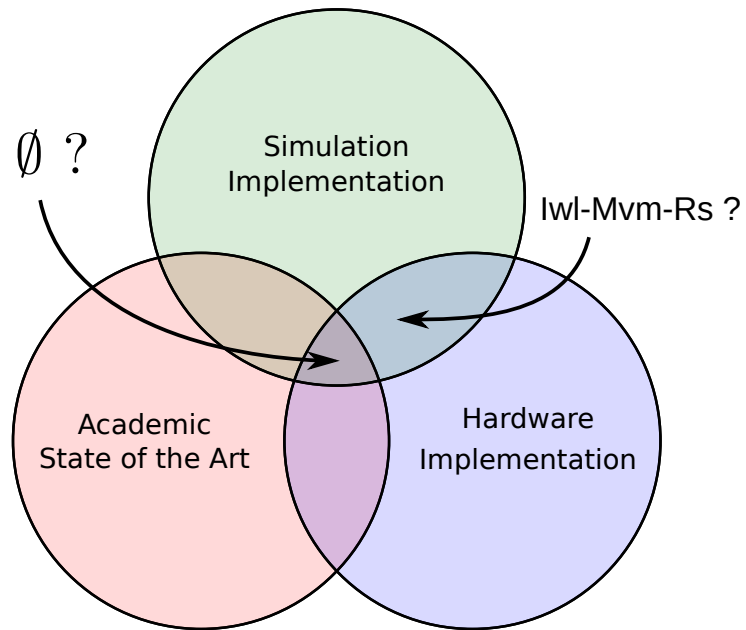 Simulation
Implementation
∅ ?
Iwl-Mvm-Rs ?
Academic
State of the Art
Hardware
Implementation